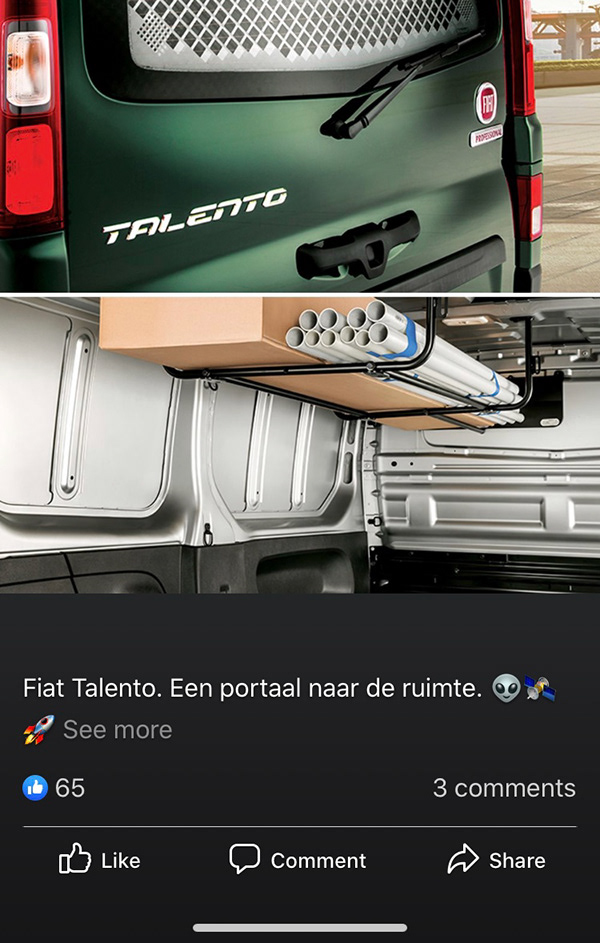 FIAT
PROFESSIONAL
TALENTO
Fiat Talento. Een portaal naar de ruimte. 👽🛰️
🚀 See more
65
3 comments
Like
Comment
Share